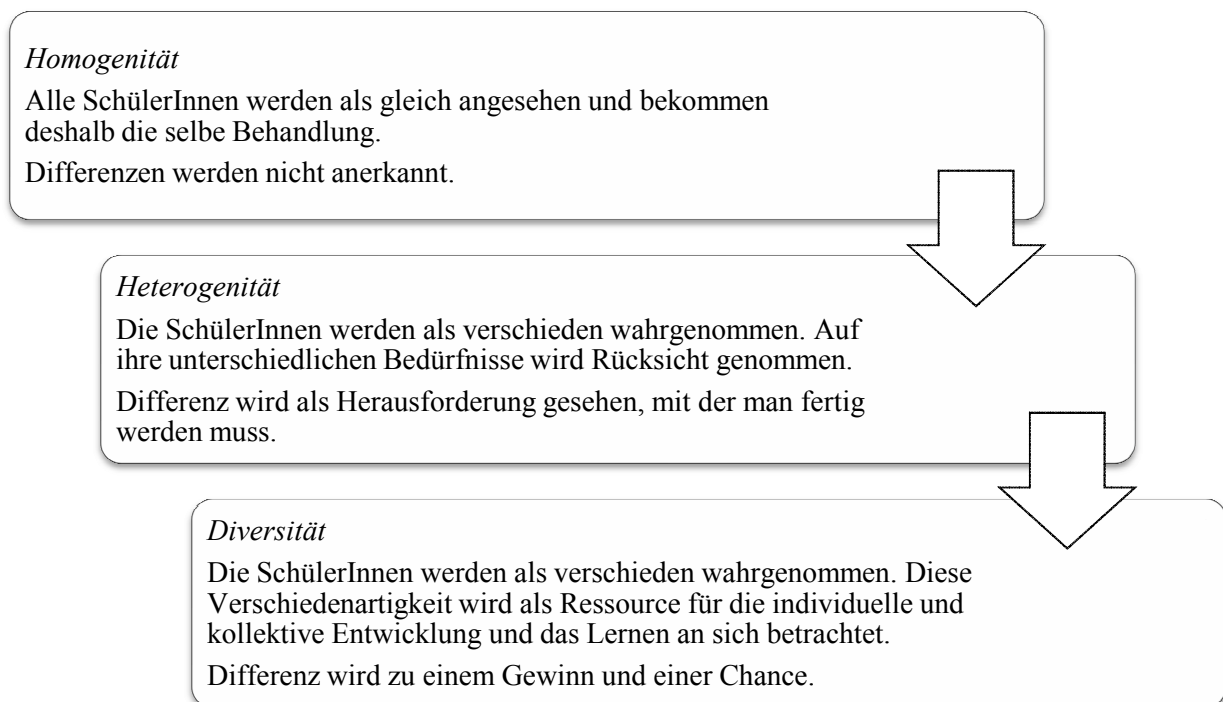 Homogenität
Alle SchülerInnen werden als gleich angesehen und bekommen
deshalb die selbe Behandlung.
Differenzen werden nicht anerkannt.
Heterogenität
Die SchülerInnen werden als verschieden wahrgenommen. Auf
ihre unterschiedlichen Bedürfnisse wird Rücksicht genommen.
Differenz wird als Herausforderung gesehen, mit der man fertig
werden muss.
Diversität
Die SchülerInnen werden als verschieden wahrgenommen. Diese
Verschiedenartigkeit wird als Ressource für die individuelle und
kollektive Entwicklung und das Lernen an sich betrachtet.
Differenz wird zu einem Gewinn und einer Chance.